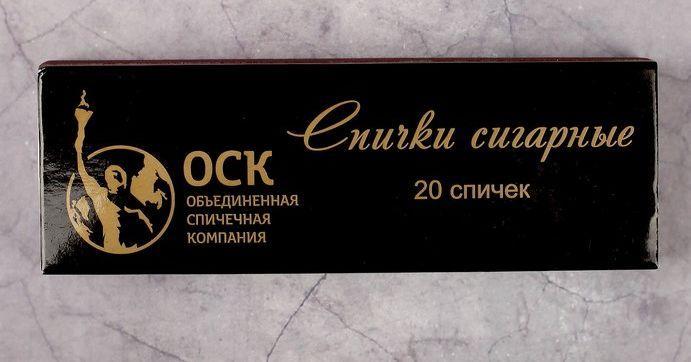 ОСК
ОБЪЕДИНЕННАЯ
СПИЧЕЧНАЯ
КОМПАНИЯ
Спички сигарные
20 спичек